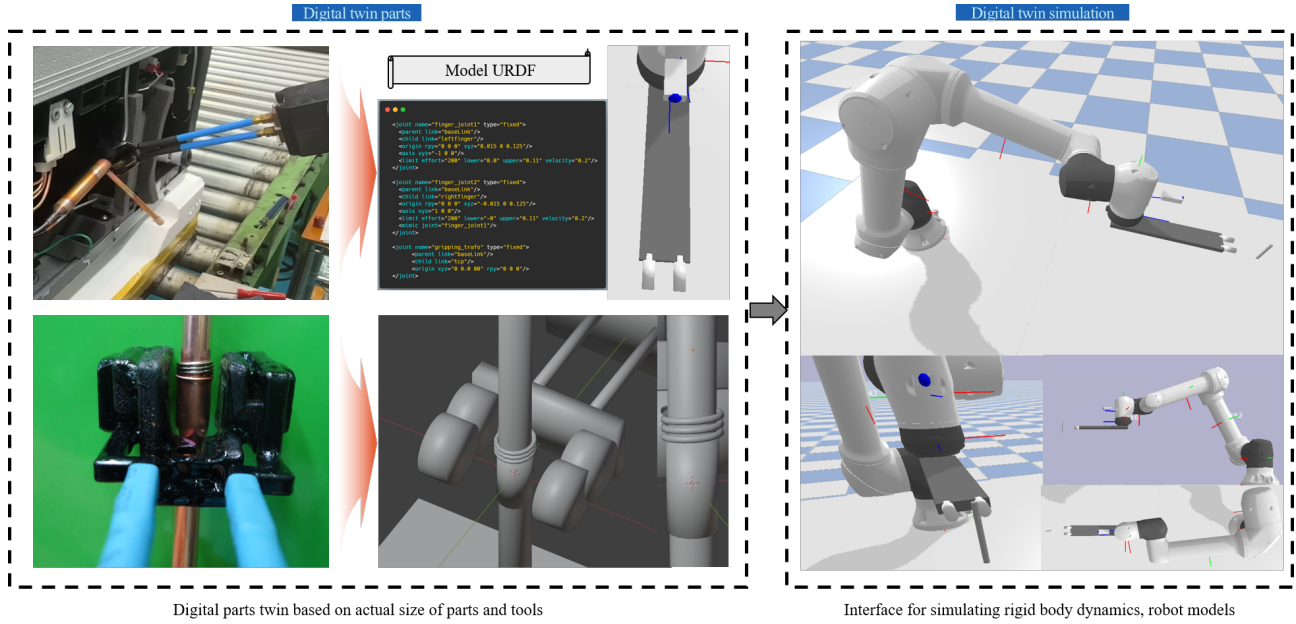 Digital twin parts
Digital twin simulation
Model URDF
<joint name="finger_joint1" type="fixed">
<parent link="baseLink"/>
<child link="leftfinger"/>
<origin rpy="0 0 0" xyz="0.015 0 0.125"/>
<axis xyz="-1 0 0"/>
<limit effort="200" lower="0.0" upper="0.11" velocity="0.2"/>
</joint>
<joint name="finger_joint2" type="fixed">
<parent link="baseLink"/>
<child link="rightfinger"/>
<origin rpy="0 0 0" xyz="-0.015 0 0.125"/>
<axis xyz="1 0 0"/>
<limit effort="200" lower="-0" upper="0.11" velocity="0.2"/>
<mimic joint="finger_joint1"/>
</joint>
<joint name="gripping_trafo" type="fixed">
<parent link="baseLink"/>
<child link="tcp"/>
<origin xyz="0 0.0 00" rpy="0 0 0"/>
</joint>
Digital parts twin based on actual size of parts and tools
Interface for simulating rigid body dynamics, robot models